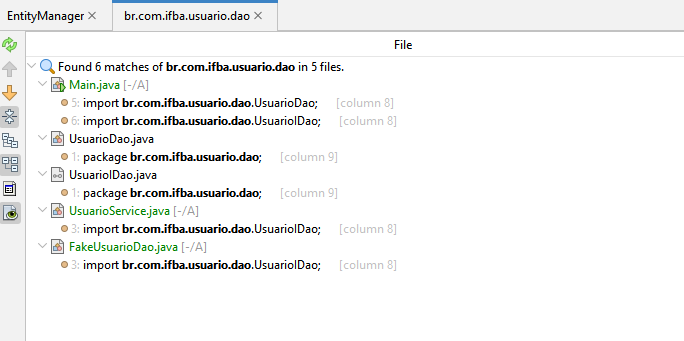 EntityManager br.com.ifba.usuario.dao
File
Found 6 matches of br.com.ifba.usuario.dao in 5 files.
Main.java [-/A]
5: import br.com.ifba.usuario.dao.UsuarioDao; [column 8]
6: import br.com.ifba.usuario.dao.UsuarioIDao; [column 8]
UsuarioDao.java
1: package br.com.ifba.usuario.dao; [column 9]
UsuarioIDao.java
1: package br.com.ifba.usuario.dao; [column 9]
UsuarioService.java [-/A]
3: import br.com.ifba.usuario.dao.UsuarioIDao; [column 8]
FakeUsuarioDao.java [-/A]
3: import br.com.ifba.usuario.dao.UsuarioIDao; [column 8]